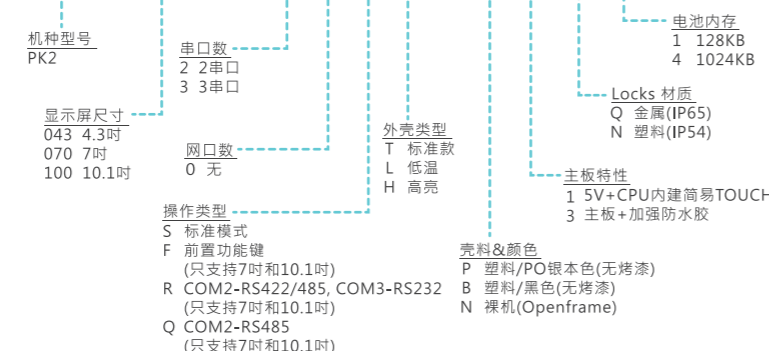 机种型号
PK2
显示屏尺寸
043 4.3吋
070 7吋
100 10.1吋
串口数
2 2串口
3 3串口
网口数
0 无
操作类型
S 标准模式
F 前置功能键
(只支持7吋和10.1吋)
R COM2-RS422/485, COM3-RS232
(只支持7吋和10.1吋)
Q COM2-RS485
(只支持7吋和10.1吋)
外壳类型
T 标准款
L 低温
H 高亮
壳料&颜色
P 塑料/PO银本色(无烤漆)
B 塑料/黑色(无烤漆)
N 裸机(Openframe)
主板特性
1 5V+CPU内建简易TOUCH
3 主板+加强防水胶
Locks 材质
Q 金属(IP65)
N 塑料(IP54)
电池内存
1 128KB
4 1024KB